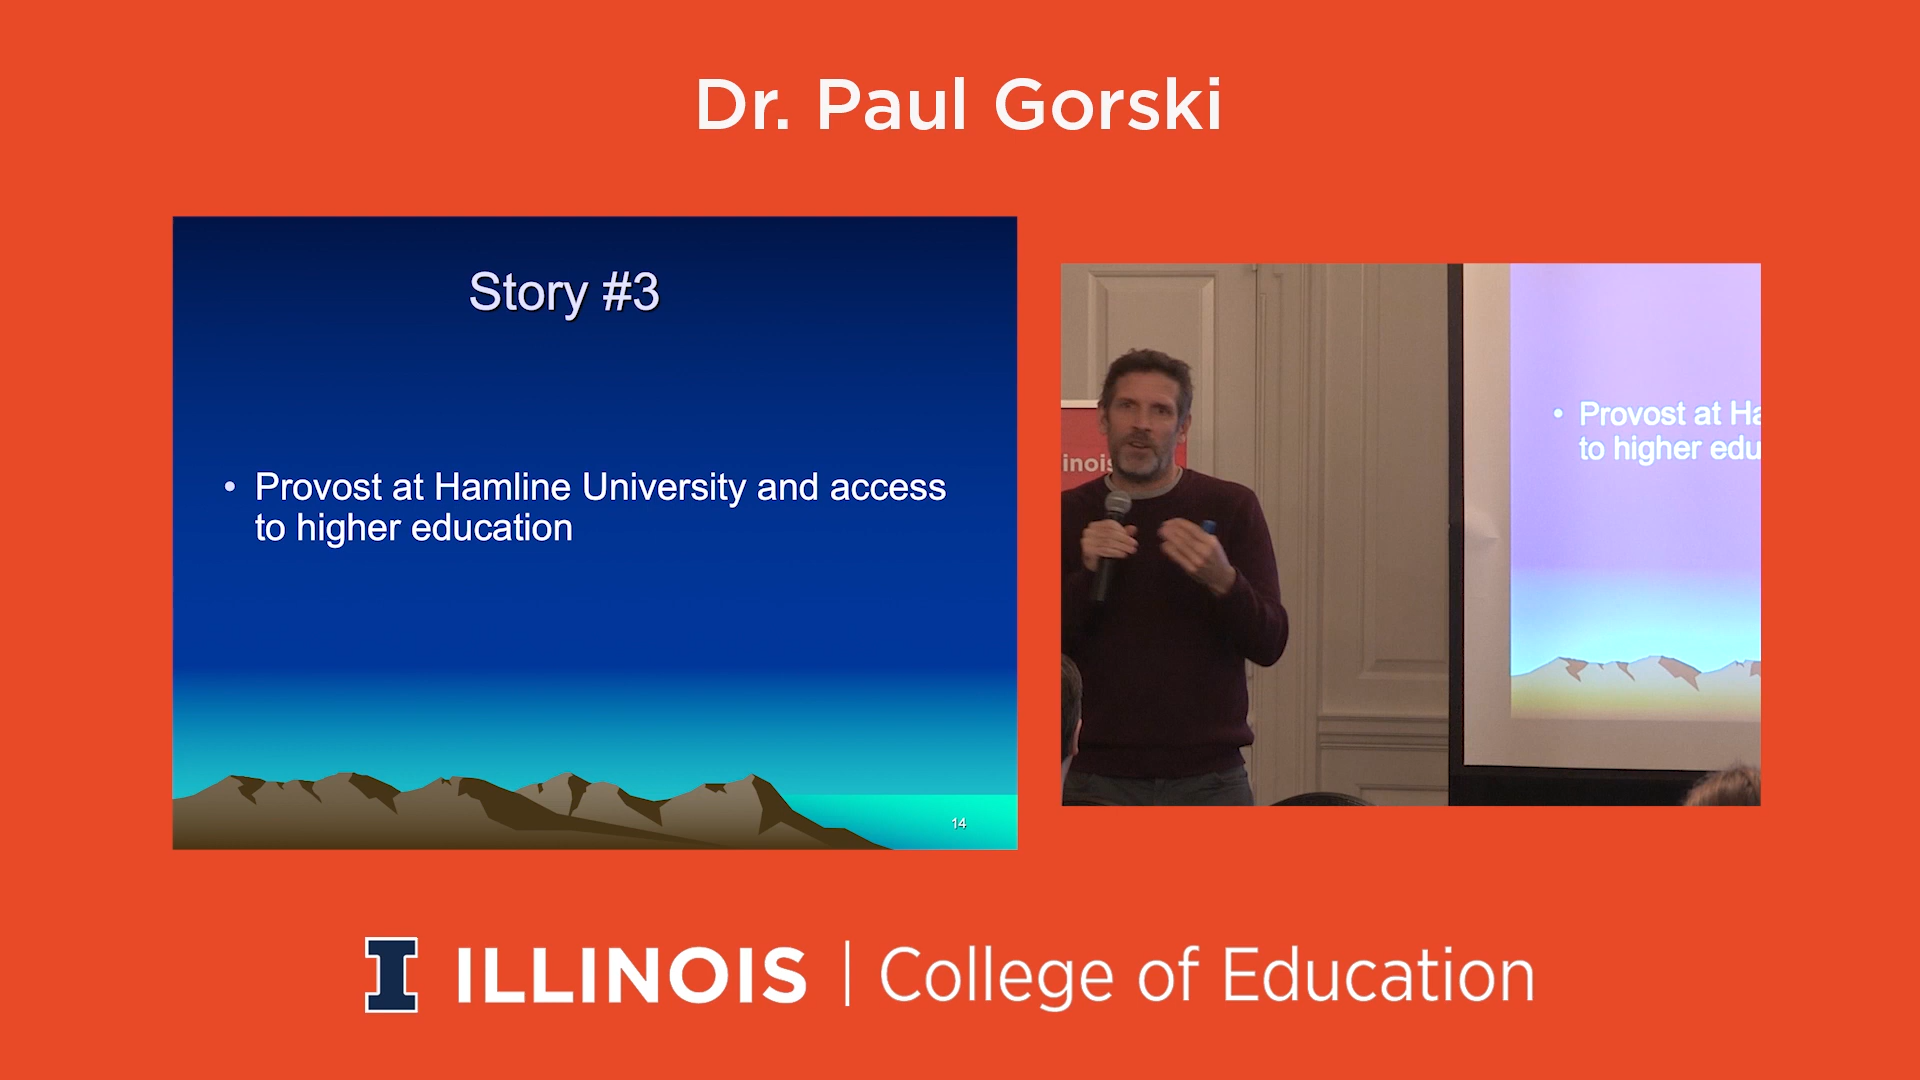 Dr. Paul Gorski
Story #3
• Provost at Hamline University and access
to higher education
14
inois
• Provost at Ha
to higher edu
I ILLINOIS | College of Education